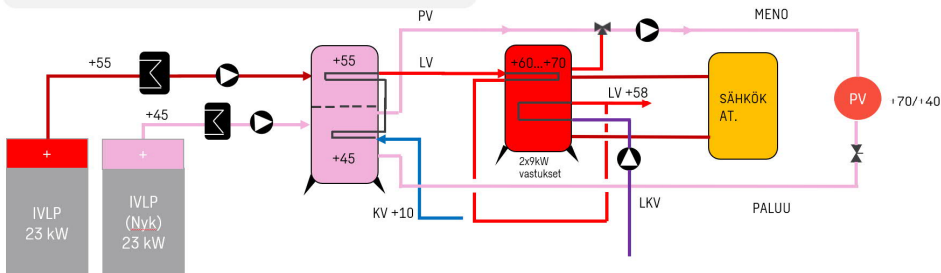 PV
MENO
+55
+55
LV
+60...+70
LV +58
SÄHKÖK
AT.
PV
+70/+40
+45
+45
2x9kW
vastukset
+
+
IVLP
23 kW
IVLP
(Nyk)
23 kW
KV +10
LKV
PALUU